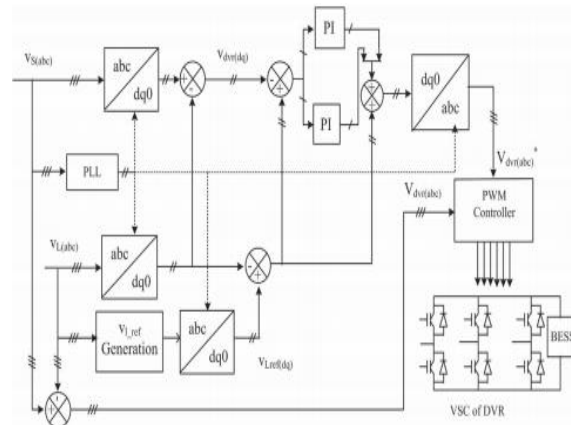 PI
v_S(abc)
abc
dq0
v_dvr(dq)
dq0
abc
PI
PLL
V_dvr(abc)*
V_dvr(abc)
PWM
Controller
v_L(abc)
abc
dq0
v_l_ref
Generation
abc
dq0
v_Lref(dq)
BESS
VSC of DVR